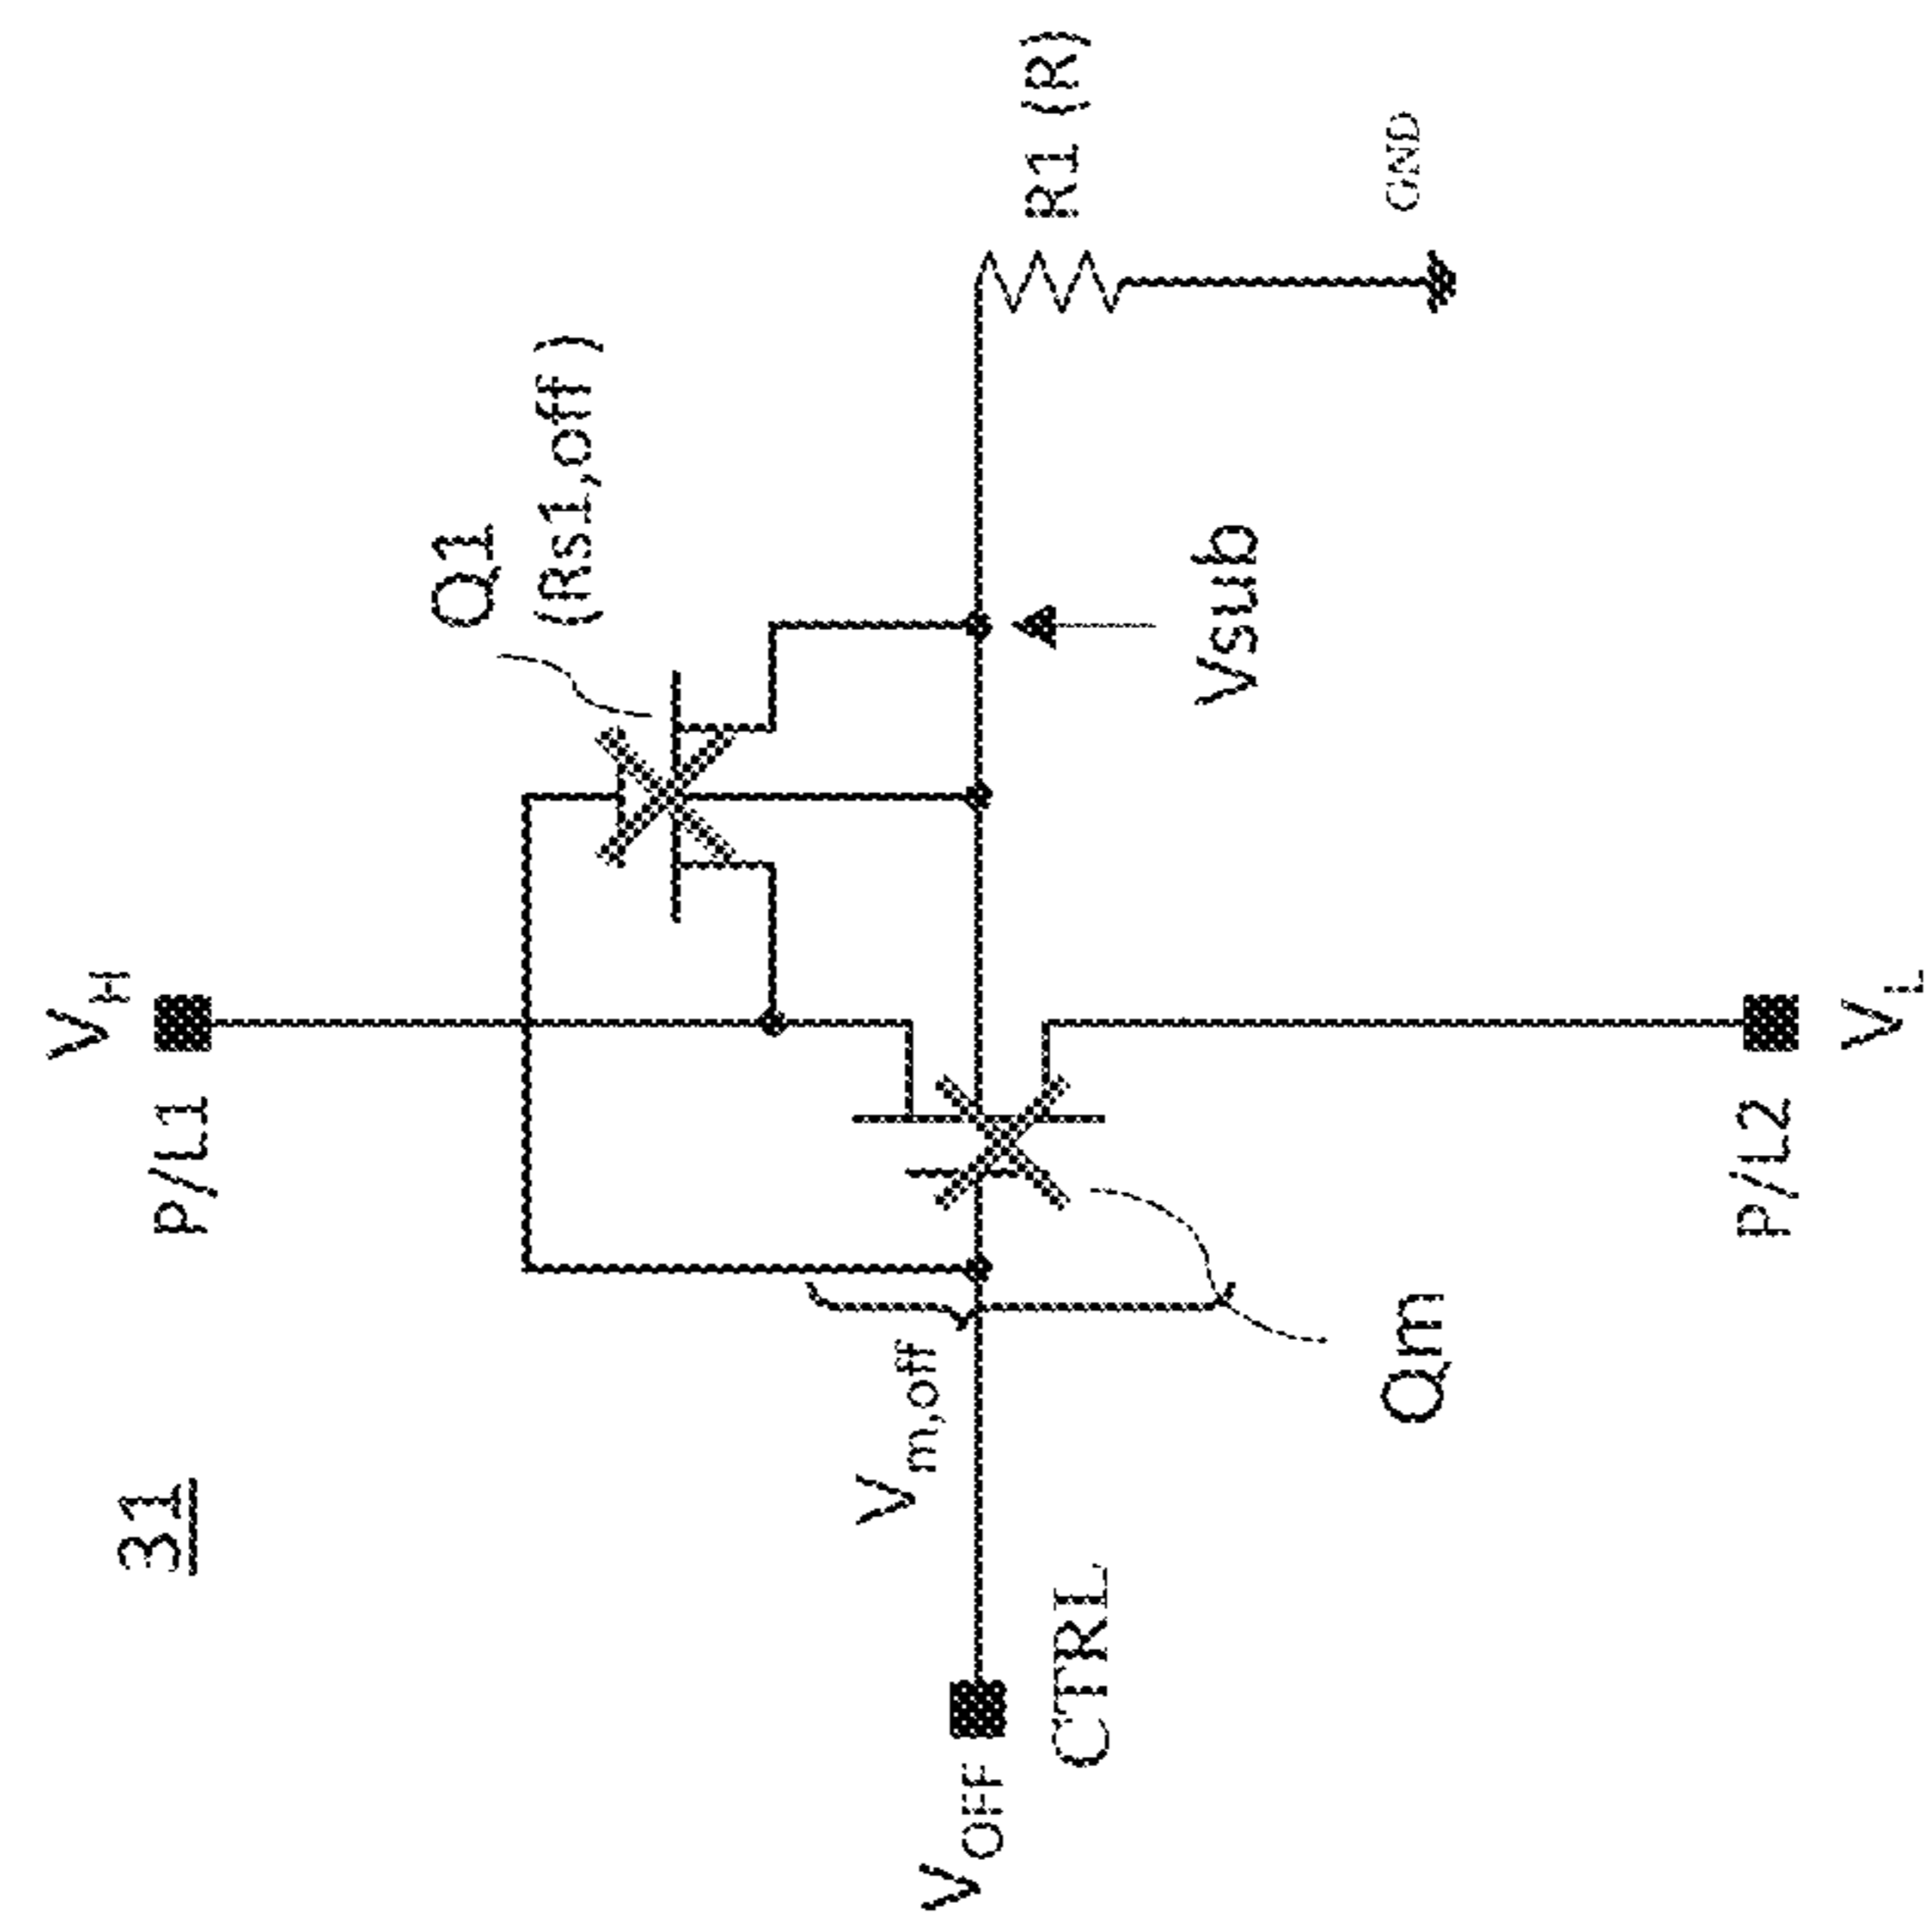 31
V_H
P/L1
Q1
(Rs1,off)
V_m,off
V_OFF
CTRL
Qm
Vsub
R1 (R)
GND
P/L2
V_L